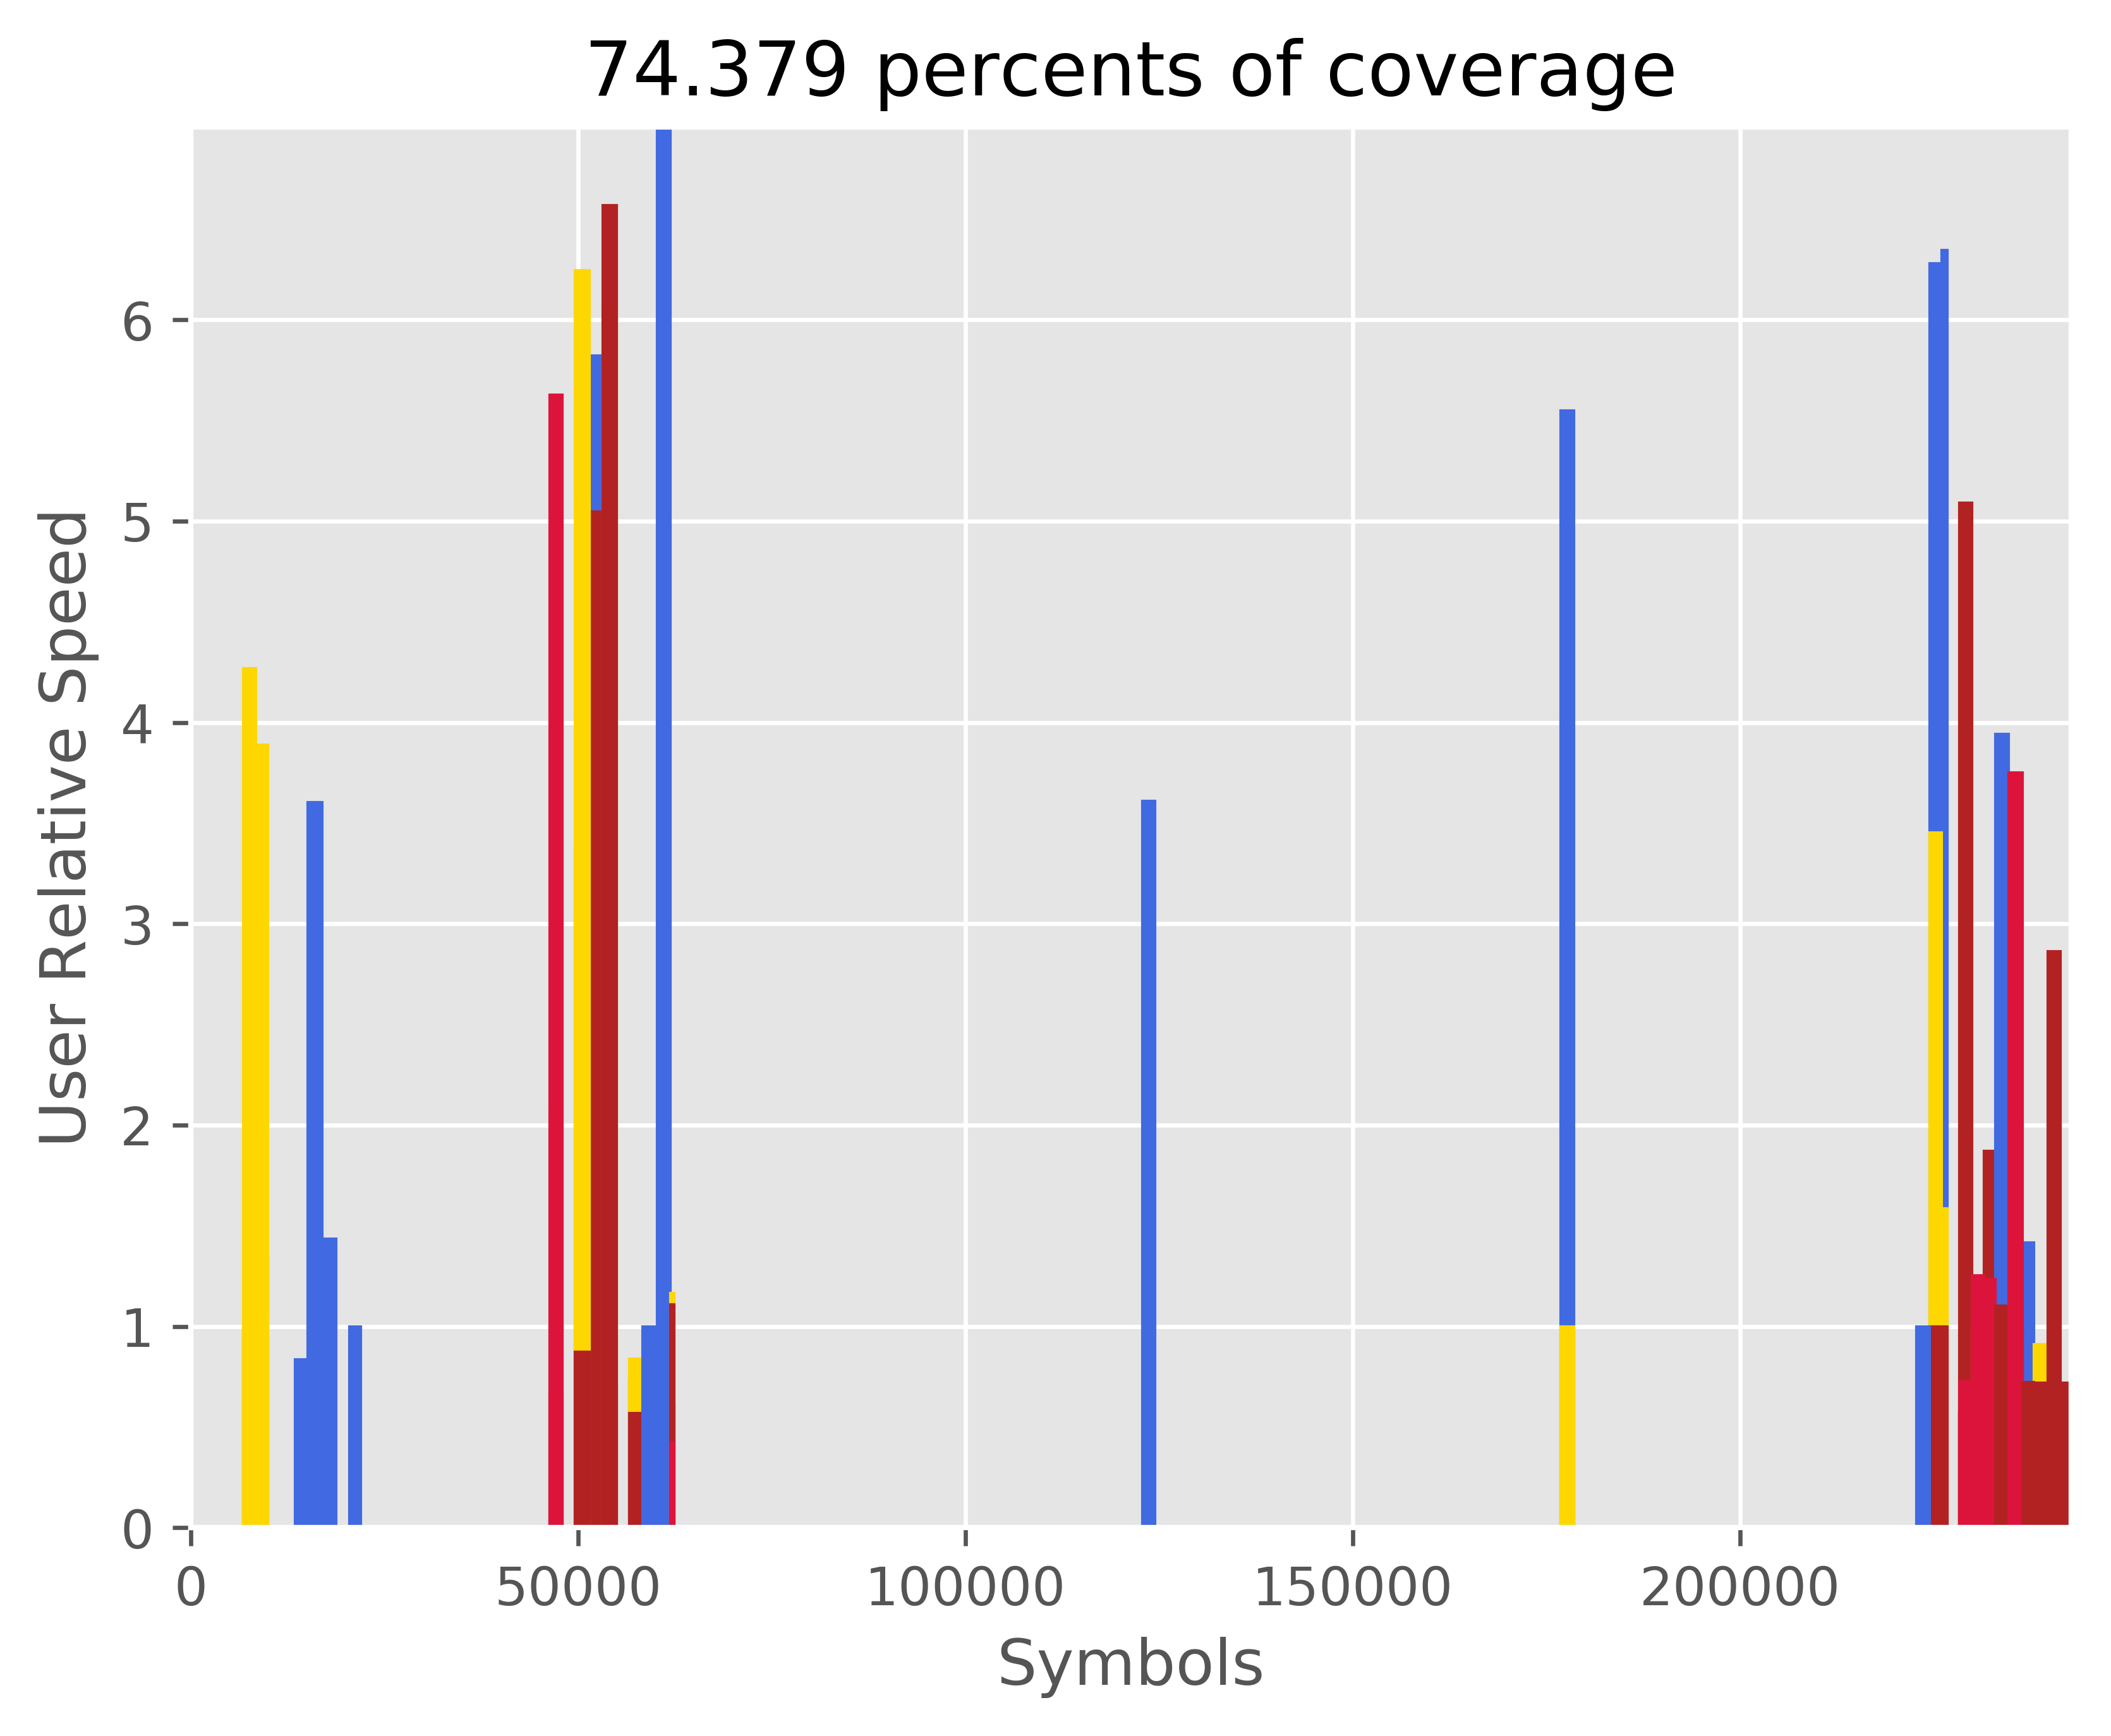 74.379 percents of coverage
User Relative Speed
6
5
4
3
2
1
0
0 50000 100000 150000 200000
Symbols